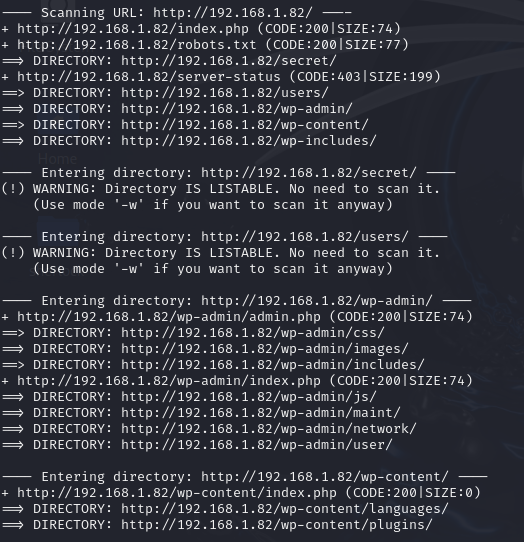 ---- Scanning URL: http://192.168.1.82/ ----
+ http://192.168.1.82/index.php (CODE:200|SIZE:74)
+ http://192.168.1.82/robots.txt (CODE:200|SIZE:77)
==> DIRECTORY: http://192.168.1.82/secret/
+ http://192.168.1.82/server-status (CODE:403|SIZE:199)
==> DIRECTORY: http://192.168.1.82/users/
==> DIRECTORY: http://192.168.1.82/wp-admin/
==> DIRECTORY: http://192.168.1.82/wp-content/
==> DIRECTORY: http://192.168.1.82/wp-includes/
Home
---- Entering directory: http://192.168.1.82/secret/ ----
(!) WARNING: Directory IS LISTABLE. No need to scan it.
(Use mode '-w' if you want to scan it anyway)
---- Entering directory: http://192.168.1.82/users/ ----
(!) WARNING: Directory IS LISTABLE. No need to scan it.
(Use mode '-w' if you want to scan it anyway)
---- Entering directory: http://192.168.1.82/wp-admin/ ----
+ http://192.168.1.82/wp-admin/admin.php (CODE:200|SIZE:74)
==> DIRECTORY: http://192.168.1.82/wp-admin/css/
==> DIRECTORY: http://192.168.1.82/wp-admin/images/
==> DIRECTORY: http://192.168.1.82/wp-admin/includes/
+ http://192.168.1.82/wp-admin/index.php (CODE:200|SIZE:74)
==> DIRECTORY: http://192.168.1.82/wp-admin/js/
==> DIRECTORY: http://192.168.1.82/wp-admin/maint/
==> DIRECTORY: http://192.168.1.82/wp-admin/network/
==> DIRECTORY: http://192.168.1.82/wp-admin/user/
---- Entering directory: http://192.168.1.82/wp-content/ ----
+ http://192.168.1.82/wp-content/index.php (CODE:200|SIZE:0)
==> DIRECTORY: http://192.168.1.82/wp-content/languages/
==> DIRECTORY: http://192.168.1.82/wp-content/plugins/